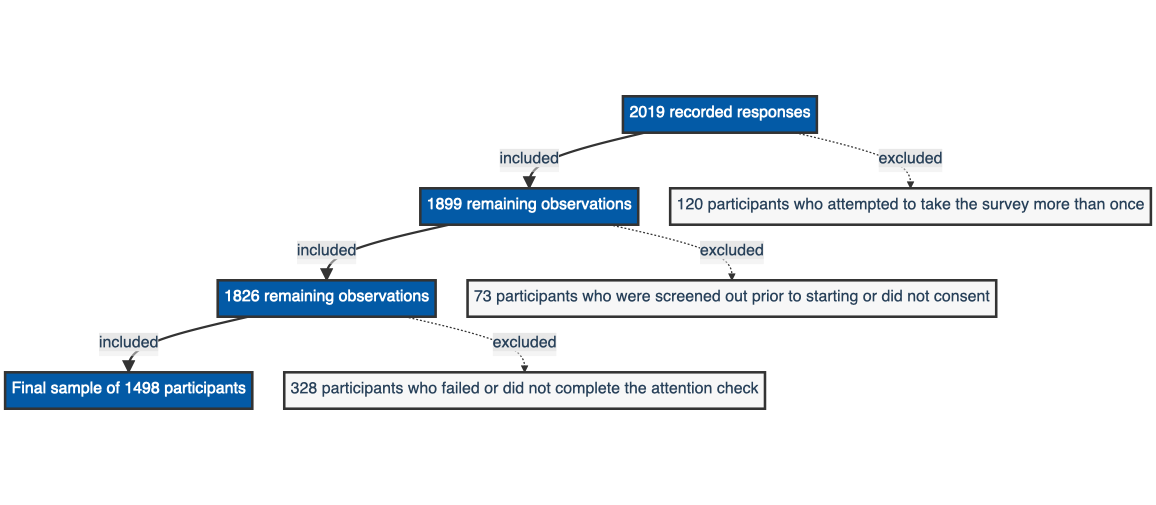 2019 recorded responses
included
excluded
1899 remaining observations
120 participants who attempted to take the survey more than once
included
excluded
1826 remaining observations
73 participants who were screened out prior to starting or did not consent
included
excluded
Final sample of 1498 participants
328 participants who failed or did not complete the attention check